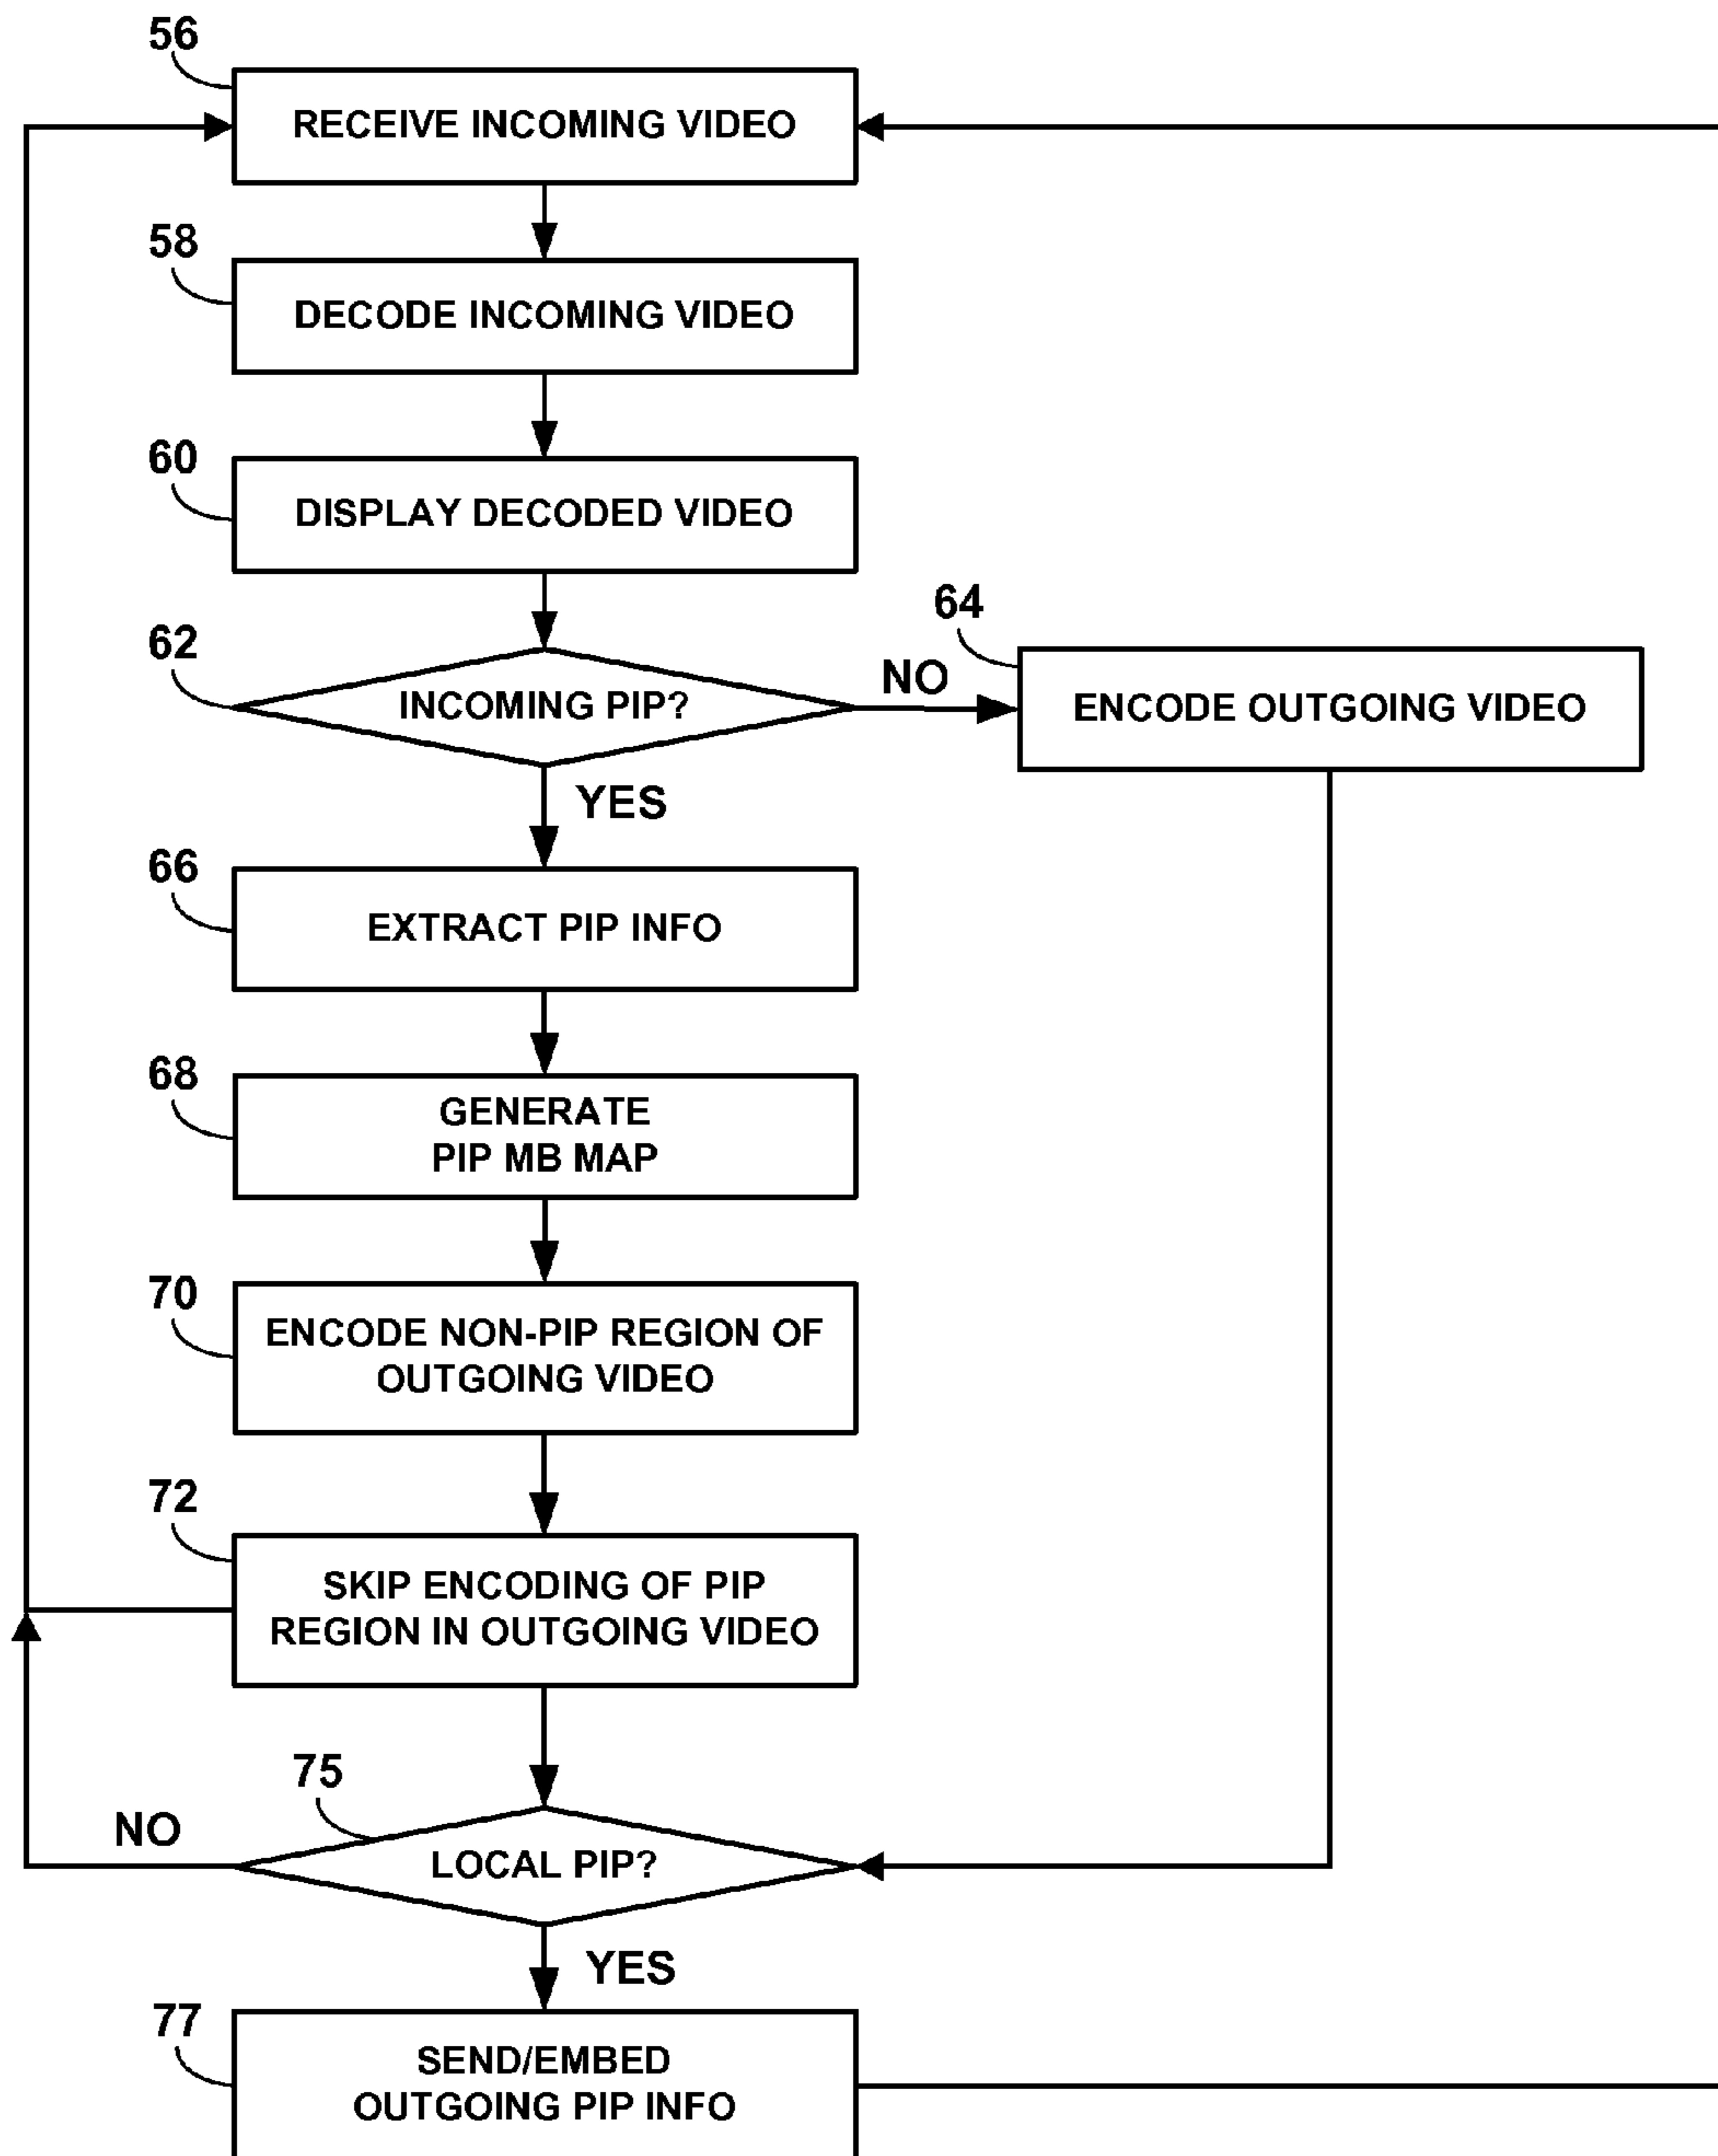 56
RECEIVE INCOMING VIDEO
58
DECODE INCOMING VIDEO
60
DISPLAY DECODED VIDEO
62
INCOMING PIP?
NO
64
ENCODE OUTGOING VIDEO
YES
66
EXTRACT PIP INFO
68
GENERATE
PIP MB MAP
70
ENCODE NON-PIP REGION OF
OUTGOING VIDEO
72
SKIP ENCODING OF PIP
REGION IN OUTGOING VIDEO
75
NO
LOCAL PIP?
YES
77
SEND/EMBED
OUTGOING PIP INFO